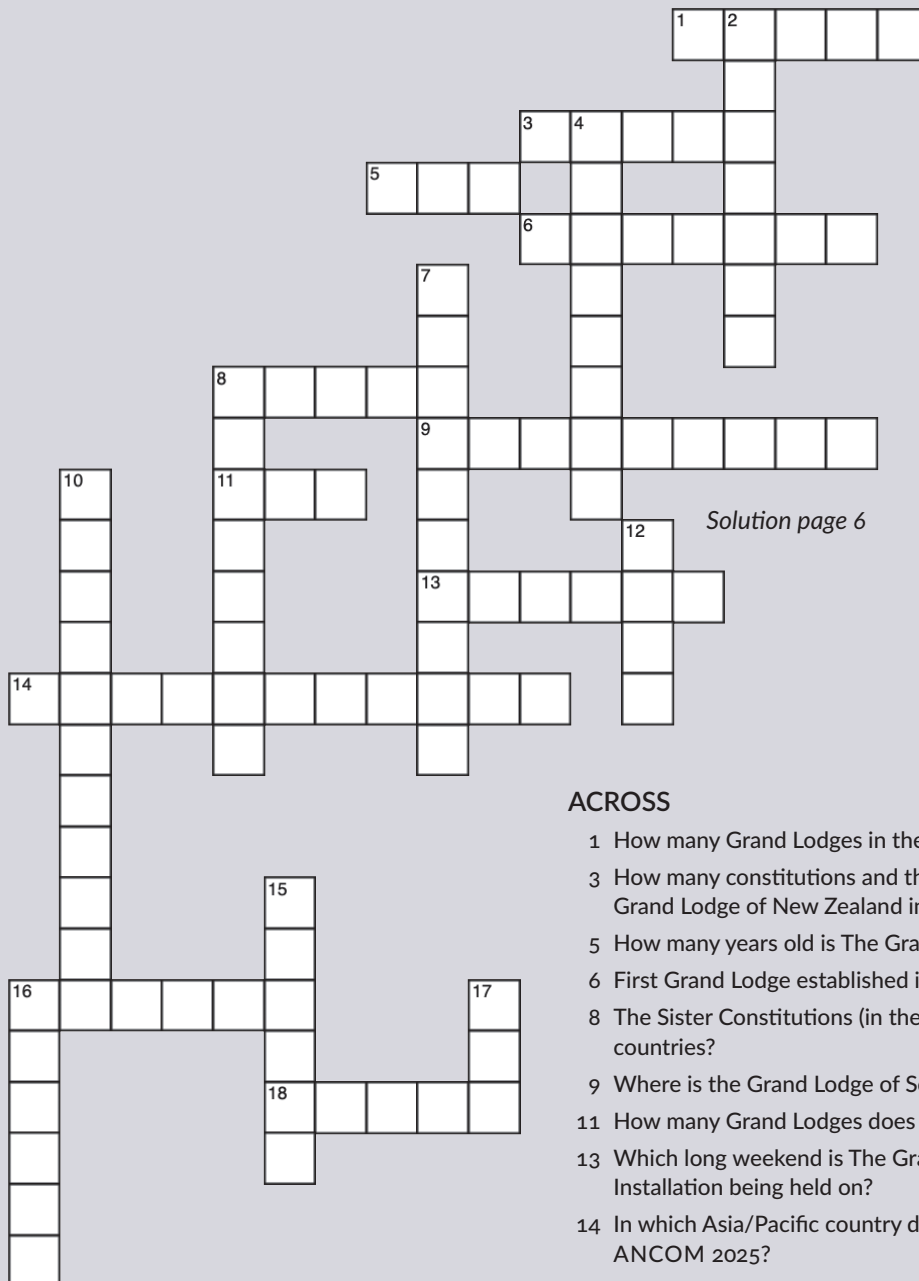 1 2
3 4
5
6
7
8
9
10 11
12
Solution page 6
13
14
ACROSS
1 How many Grand Lodges in the
3 How many constitutions and th
Grand Lodge of New Zealand in
5 How many years old is The Gra
6 First Grand Lodge established i
8 The Sister Constitutions (in the
countries?
9 Where is the Grand Lodge of S
11 How many Grand Lodges does
13 Which long weekend is The Gra
Installation being held on?
14 In which Asia/Pacific country d
ANCOM 2025?
15
16 17
18